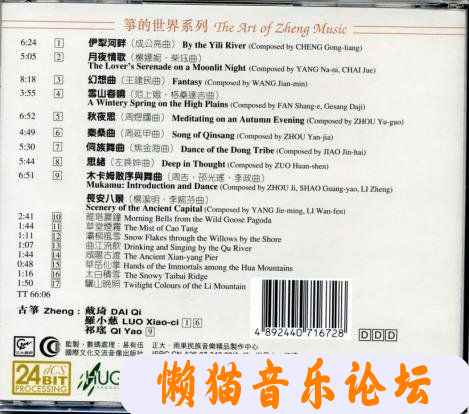 箏的世界系列 The Art of Zheng Music
6:24 1 伊犁河畔 (成公亮曲) By the Yili River (Composed by CHENG Gong-liang)
5:05 2 月夜情歌 (楊娜妮、柴珏曲)
The Lover's Serenade on a Moonlit Night (Composed by YANG Na-ni, CHAI Jue)
8:18 3 幻想曲 (王建民曲) Fantasy (Composed by WANG Jian-min)
3:55 4 雪山春曉 (范上娥、格桑達吉曲)
A Wintery Spring on the High Plains (Composed by FAN Shang-e, Gesang Daji)
6:52 5 秋夜思 (周煜國曲) Meditating on an Autumn Evening (Composed by ZHOU Yu-guo)
4:49 6 秦桑曲 (周延甲曲) Song of Qinsang (Composed by ZHOU Yan-jia)
5:30 7 侗族舞曲 (焦金海曲) Dance of the Dong Tribe (Composed by JIAO Jin-hai)
5:44 8 思緒 (左煥坤曲) Deep in Thought (Composed by ZUO Huan-shen)
6:51 9 木卡姆散序與舞曲 (周吉、邵光琛、李政曲)
Mukamu: Introduction and Dance (Composed by ZHOU Ji, SHAO Guang-yao, LI Zheng)
長安八景 (楊潔明、李婉芬曲)
Scenery of the Ancient Capital (Composed by YANG Jie-ming, LI Wan-fen)
2:41 10 雁塔晨鐘 Morning Bells from the Wild Goose Pagoda
1:44 11 草堂煙霧 The Mist of Cao Tang
1:32 12 灞柳風雪 Snow Flakes through the Willows by the Shore
1:07 13 曲江流飲 Drinking and Singing by the Qu River
1:44 14 咸陽古渡 The Ancient Xian-yang Pier
0:48 15 華岳仙掌 Hands of the Immortals among the Hua Mountains
1:16 16 太白積雪 The Snowy Taibai Ridge
1:50 17 驪山晚照 Twilight Colours of the Li Mountain
TT 66:06
古箏 Zheng: 戴琦 DAI Qi
羅小慈 LUO Xiao-ci 1 6
祁瑤 QI Yao 9
4 892440 716728
DDD
24 BIT
PROCESSING
HUG
懒猫音乐论坛